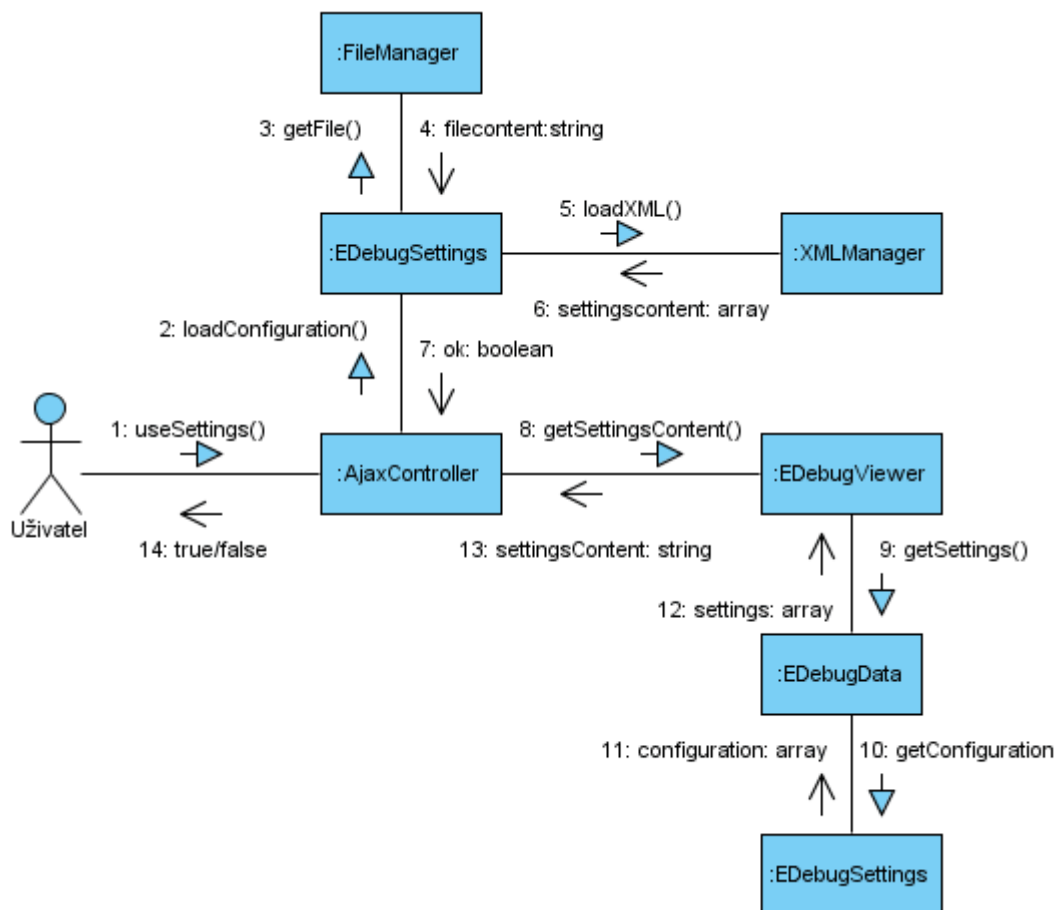 :FileManager
3: getFile()
4: filecontent:string
5: loadXML()
:EDebugSettings
:XMLManager
6: settingscontent: array
2: loadConfiguration()
7: ok: boolean
1: useSettings()
8: getSettingsContent()
:AjaxController
:EDebugViewer
Uživatel
14: true/false
13: settingsContent: string
9: getSettings()
12: settings: array
:EDebugData
11: configuration: array
10: getConfiguration
:EDebugSettings